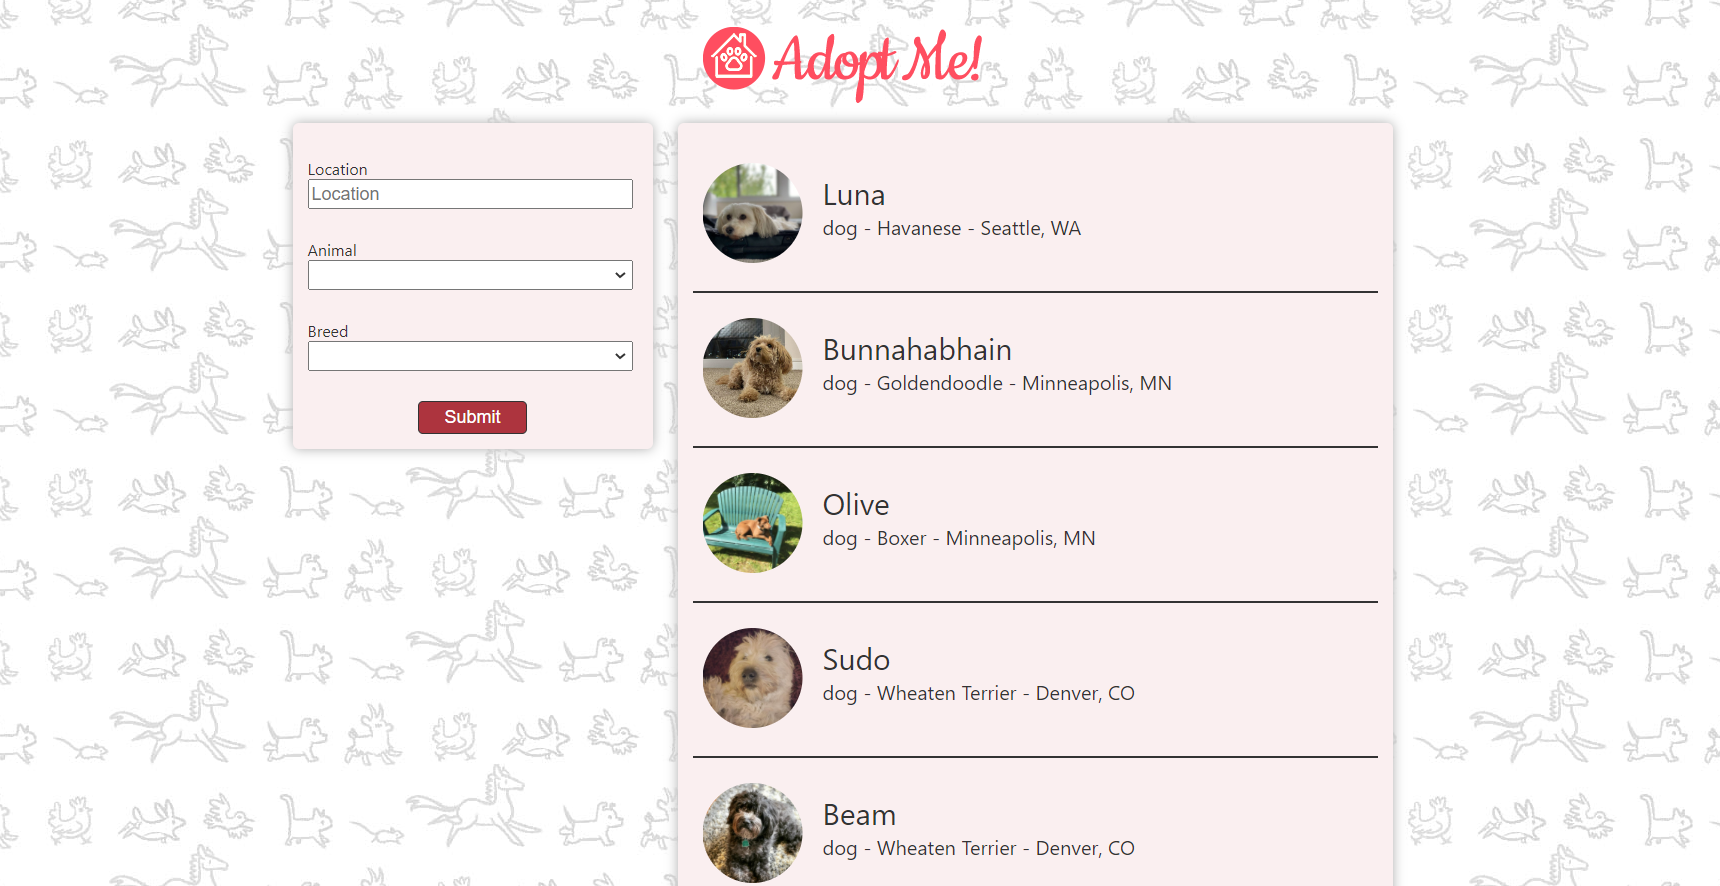 Adopt Me!
Location
Location
Animal
Breed
Submit
Luna
dog - Havanese - Seattle, WA
Bunnahabhain
dog - Goldendoodle - Minneapolis, MN
Olive
dog - Boxer - Minneapolis, MN
Sudo
dog - Wheaten Terrier - Denver, CO
Beam
dog - Wheaten Terrier - Denver, CO